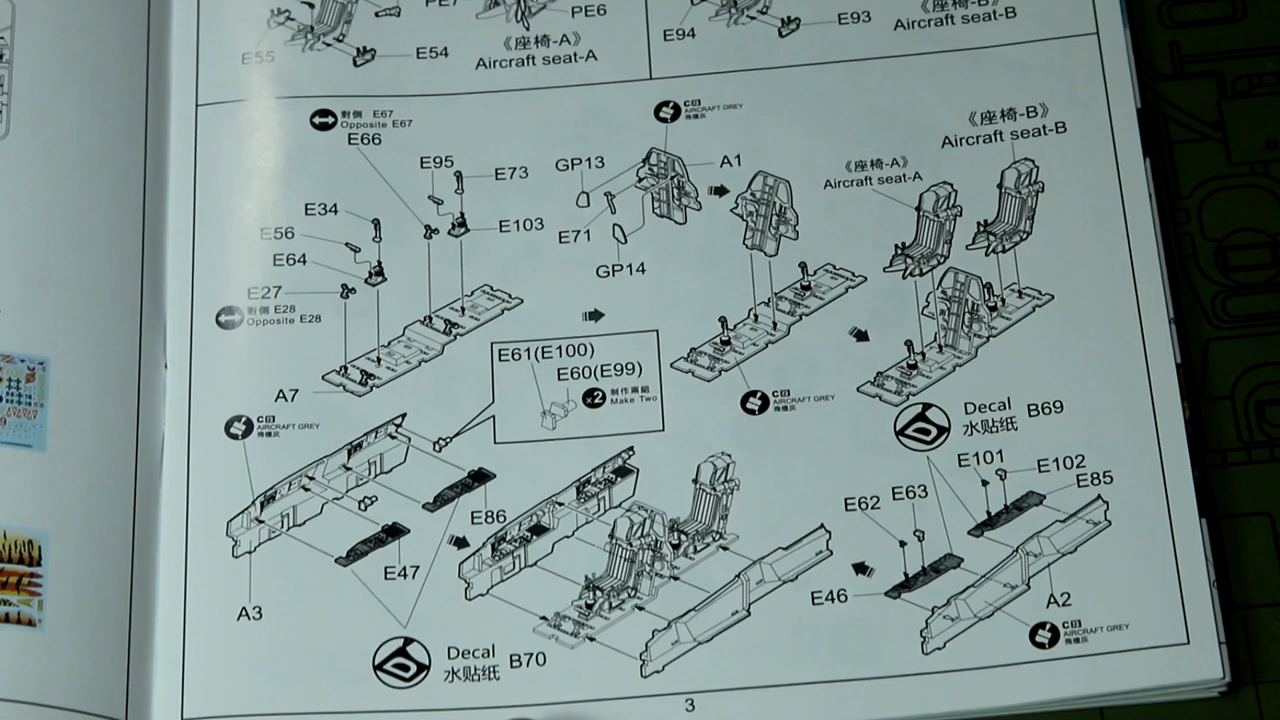 PE6
E55
E54
《座椅-A》
Aircraft seat-A
E94
E93
《座椅-B》
Aircraft seat-B
對側 E67
Opposite E67
E66
E95
E73
E34
E56
E64
E103
E27
對側 E28
Opposite E28
A7
C 73
AIRCRAFT GREY
飛機灰
GP13
A1
E71
GP14
《座椅-A》
Aircraft seat-A
《座椅-B》
Aircraft seat-B
E61(E100)
E60(E99)
x2 制作兩組
Make Two
C 73
AIRCRAFT GREY
飛機灰
C 73
AIRCRAFT GREY
飛機灰
Decal
水贴纸 B69
E101
E102
E85
E62
E63
E46
A2
C 73
AIRCRAFT GREY
飛機灰
E86
E47
A3
Decal
水贴纸 B70
3